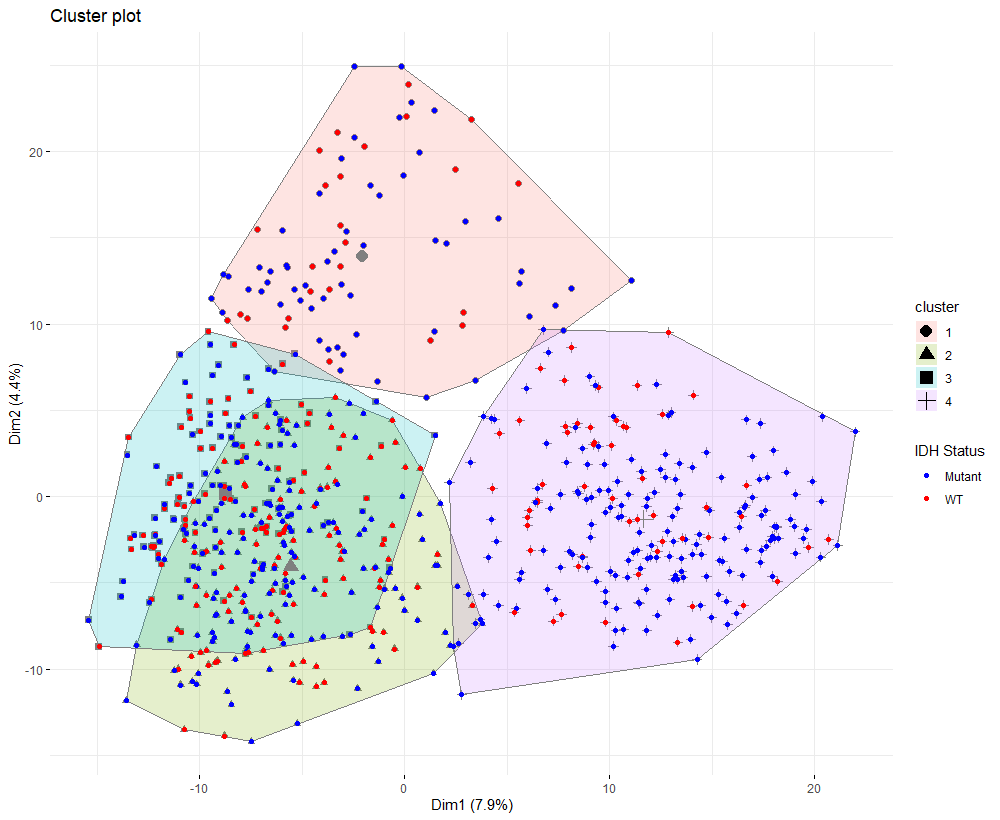 Cluster plot
Dim2 (4.4%)
20
10
0
-10
-10
0
10
20
Dim1 (7.9%)
cluster
1
2
3
4
IDH Status
Mutant
WT